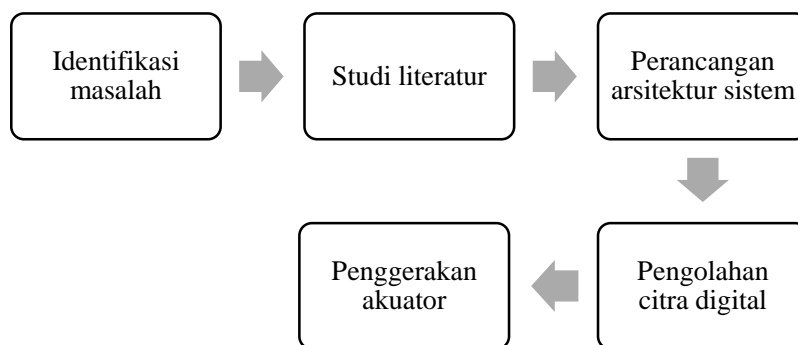 Identifikasi
masalah
Studi literatur
Perancangan
arsitektur sistem
Pengolahan
citra digital
Penggerakan
akuator